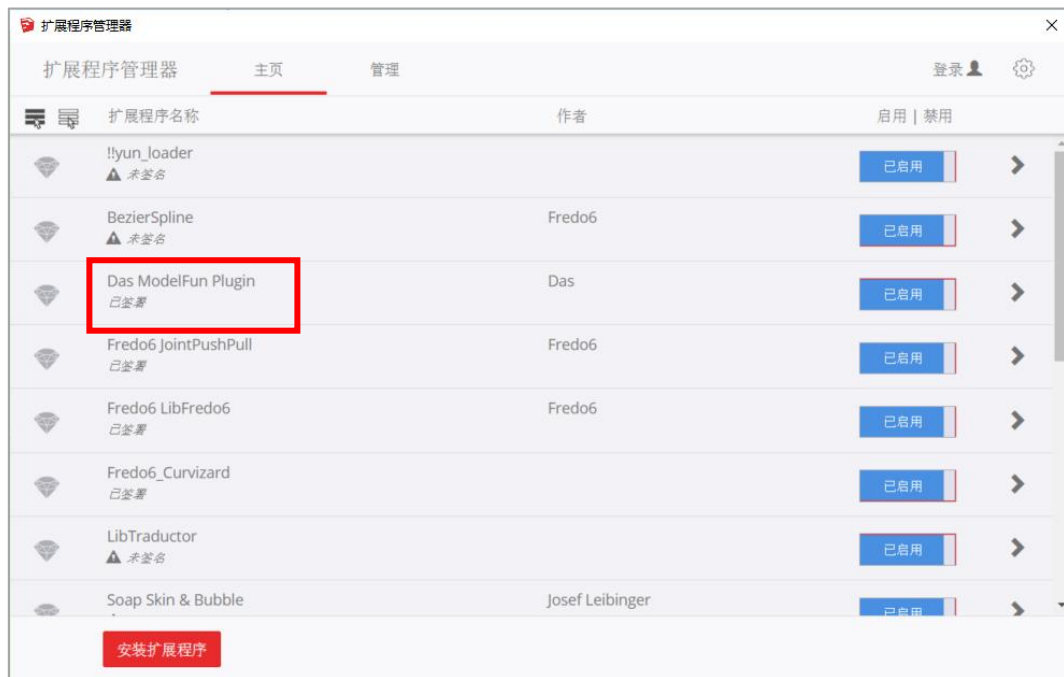 扩展程序管理器
扩展程序管理器 主页 管理 登录
扩展程序名称 作者 启用 | 禁用
!!yun_loader
未签名
已启用
BezierSpline Fredo6
未签名
已启用
Das ModelFun Plugin Das
已签署
已启用
Fredo6 JointPushPull Fredo6
已签署
已启用
Fredo6 LibFredo6 Fredo6
已签署
已启用
Fredo6_Curvizard
已签署
已启用
LibTraductor
未签名
已启用
Soap Skin & Bubble Josef Leibinger
已启用
安装扩展程序